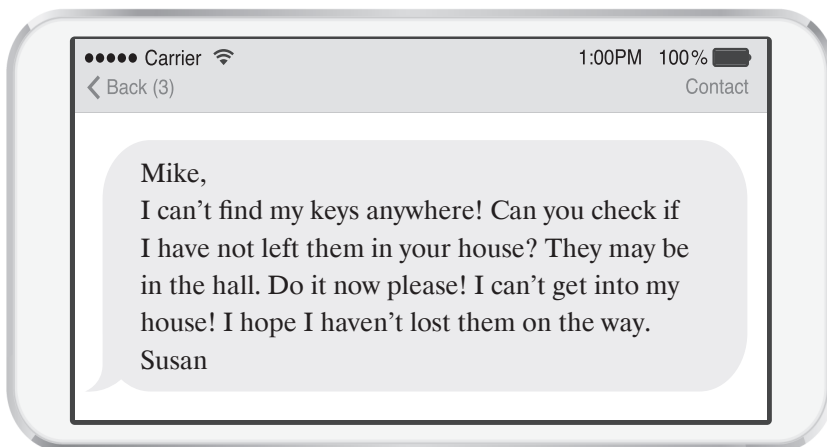 ●●●●● Carrier 1:00PM 100%
Back (3) Contact
Mike,
I can’t find my keys anywhere! Can you check if
I have not left them in your house? They may be
in the hall. Do it now please! I can’t get into my
house! I hope I haven’t lost them on the way.
Susan